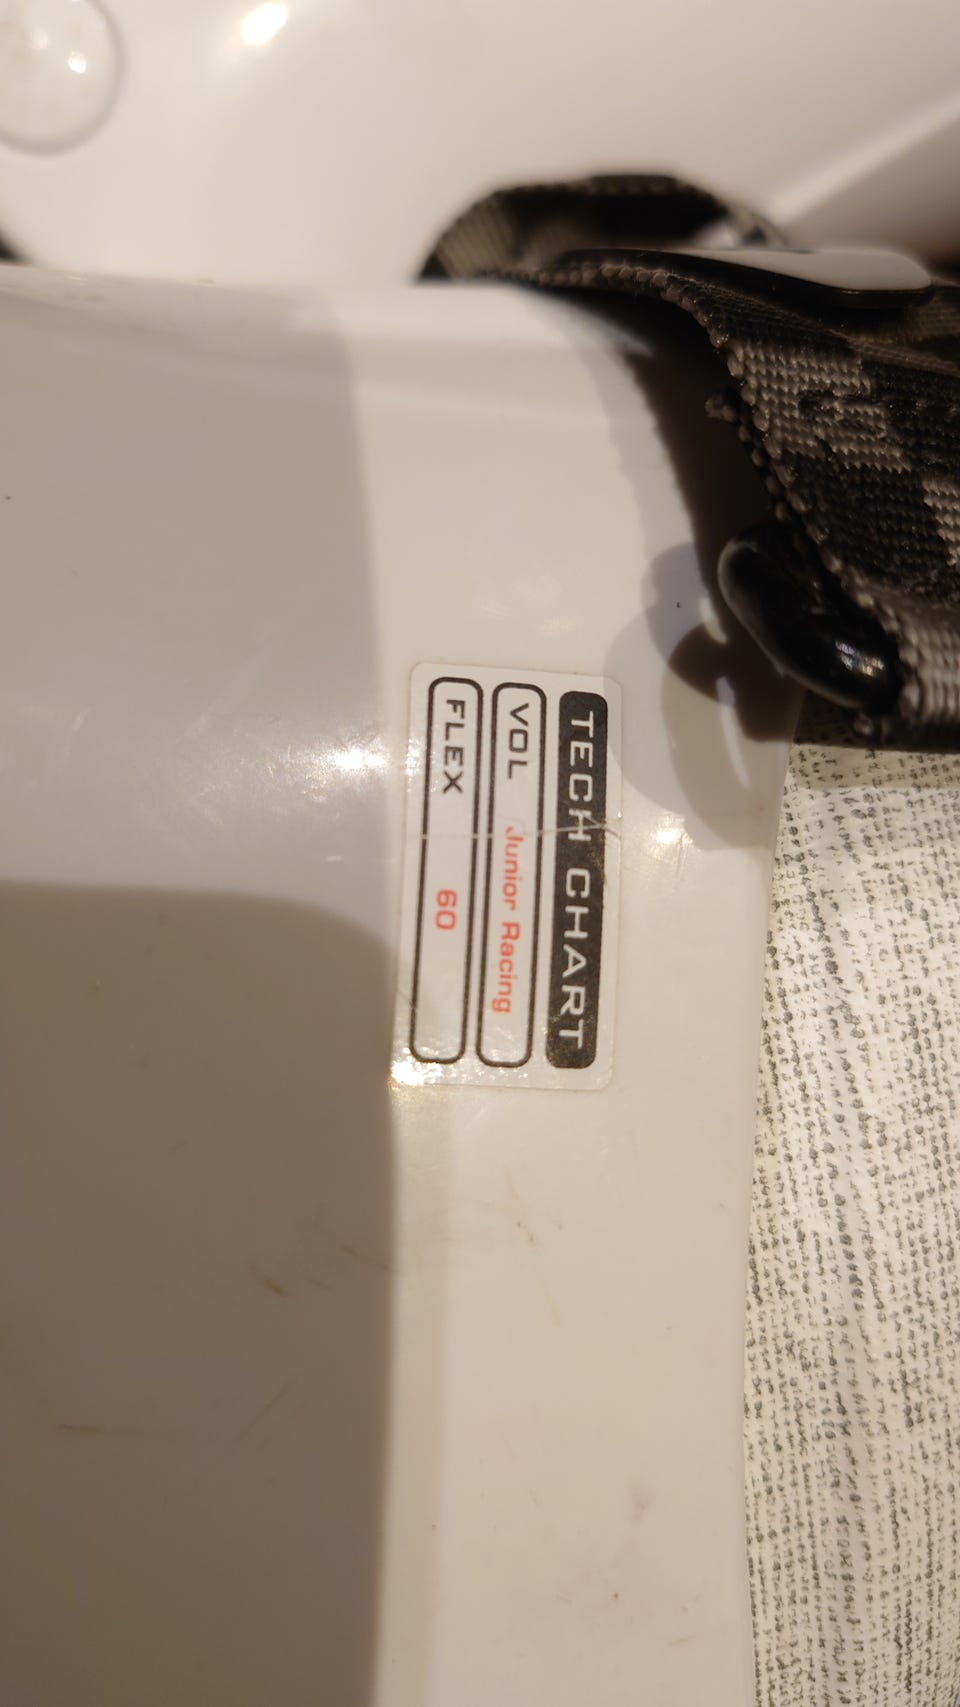 TECH CHART
VOL Junior Racing
FLEX 60